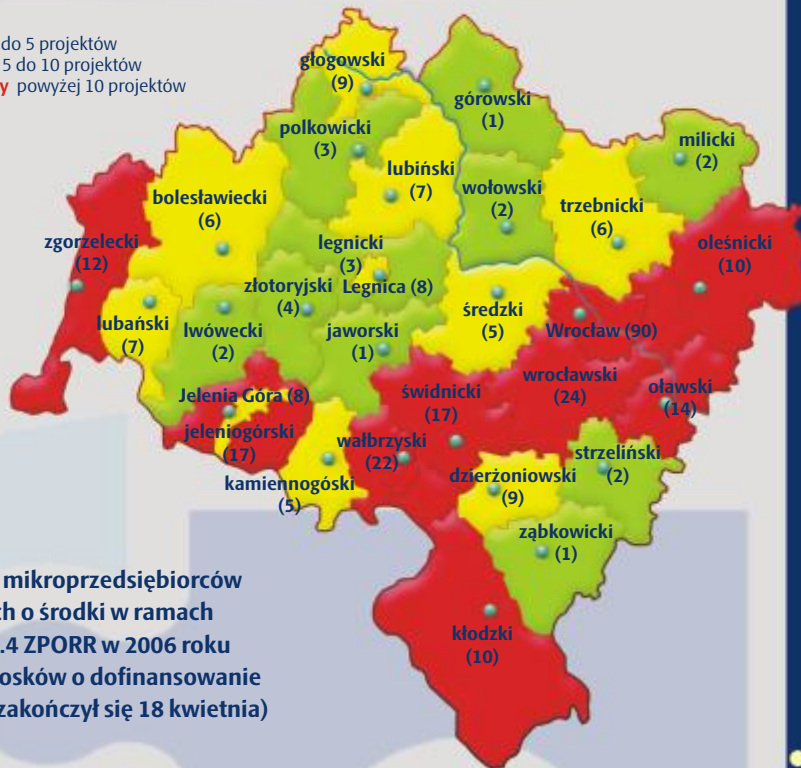 do 5 projektów
5 do 10 projektów
powyżej 10 projektów
głogowski
(9)
górowski
(1)
polkowicki
(3)
milicki
(2)
lubiński
(7)
wołowski
(2)
bolesławiecki
(6)
trzebnicki
(6)
zgorzelecki
(12)
legnicki
(3)
oleśnicki
(10)
złotoryjski
(4)
Legnica (8)
średzki
(5)
lubański
(7)
lwówecki
(2)
jaworski
(1)
Wrocław (90)
wrocławski
(24)
oławski
(14)
świdnicki
(17)
Jelenia Góra (8)
jeleniogórski
(17)
wałbrzyski
(22)
strzeliński
(2)
dzierżoniowski
(9)
kamiennogóski
(5)
ząbkowicki
(1)
kłodzki
(10)
mikroprzedsiębiorców
o środki w ramach
.4 ZPORR w 2006 roku
o dofinansowanie
zakończył się 18 kwietnia)